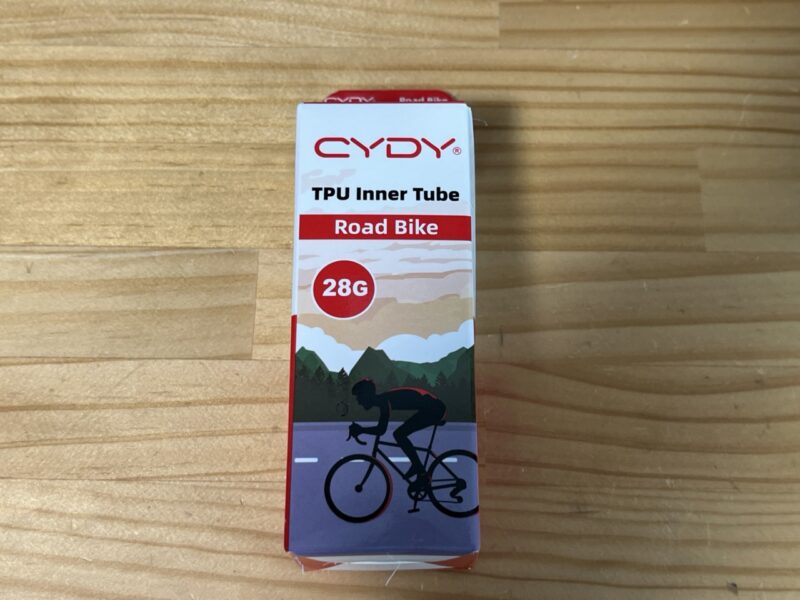 CYDY Road Bike
CYDY®
TPU Inner Tube
Road Bike
28G